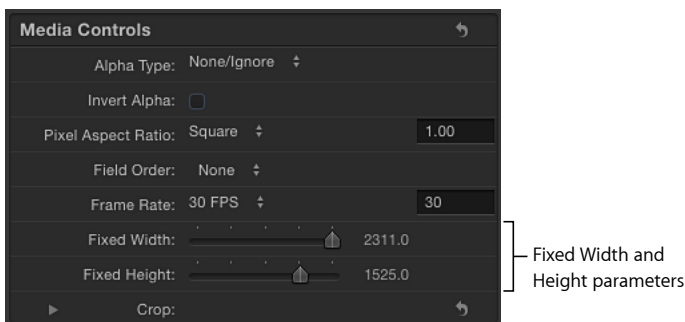 Media Controls
Alpha Type: None/Ignore
Invert Alpha:
Pixel Aspect Ratio: Square 1.00
Field Order: None
Frame Rate: 30 FPS 30
Fixed Width: 2311.0
Fixed Height: 1525.0
Crop:
Fixed Width and
Height parameters